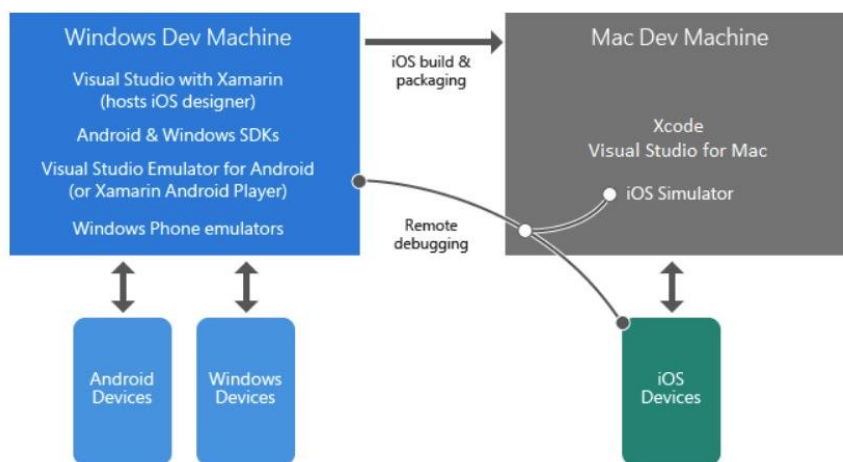 Windows Dev Machine
Visual Studio with Xamarin
(hosts iOS designer)
Android & Windows SDKs
Visual Studio Emulator for Android
(or Xamarin Android Player)
Windows Phone emulators
iOS build &
packaging
Mac Dev Machine
Xcode
Visual Studio for Mac
iOS Simulator
Remote
debugging
Android
Devices
Windows
Devices
iOS
Devices